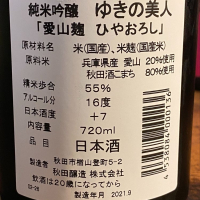 純米吟醸 ゆきの美人
「愛山麹 ひやおろし」
原材料名 米(国産)、米麹(国産米)
原料米 兵庫県産 愛山 20%使用
秋田酒こまち 80%使用
精米歩合 55%
アルコール分 16度
日本酒度 +7
内容量 720ml
日本酒
製造者 秋田市楢山登町5-2
秋田醸造株式会社
飲酒は20歳になってから
製造年月 2021.9
4738084000136